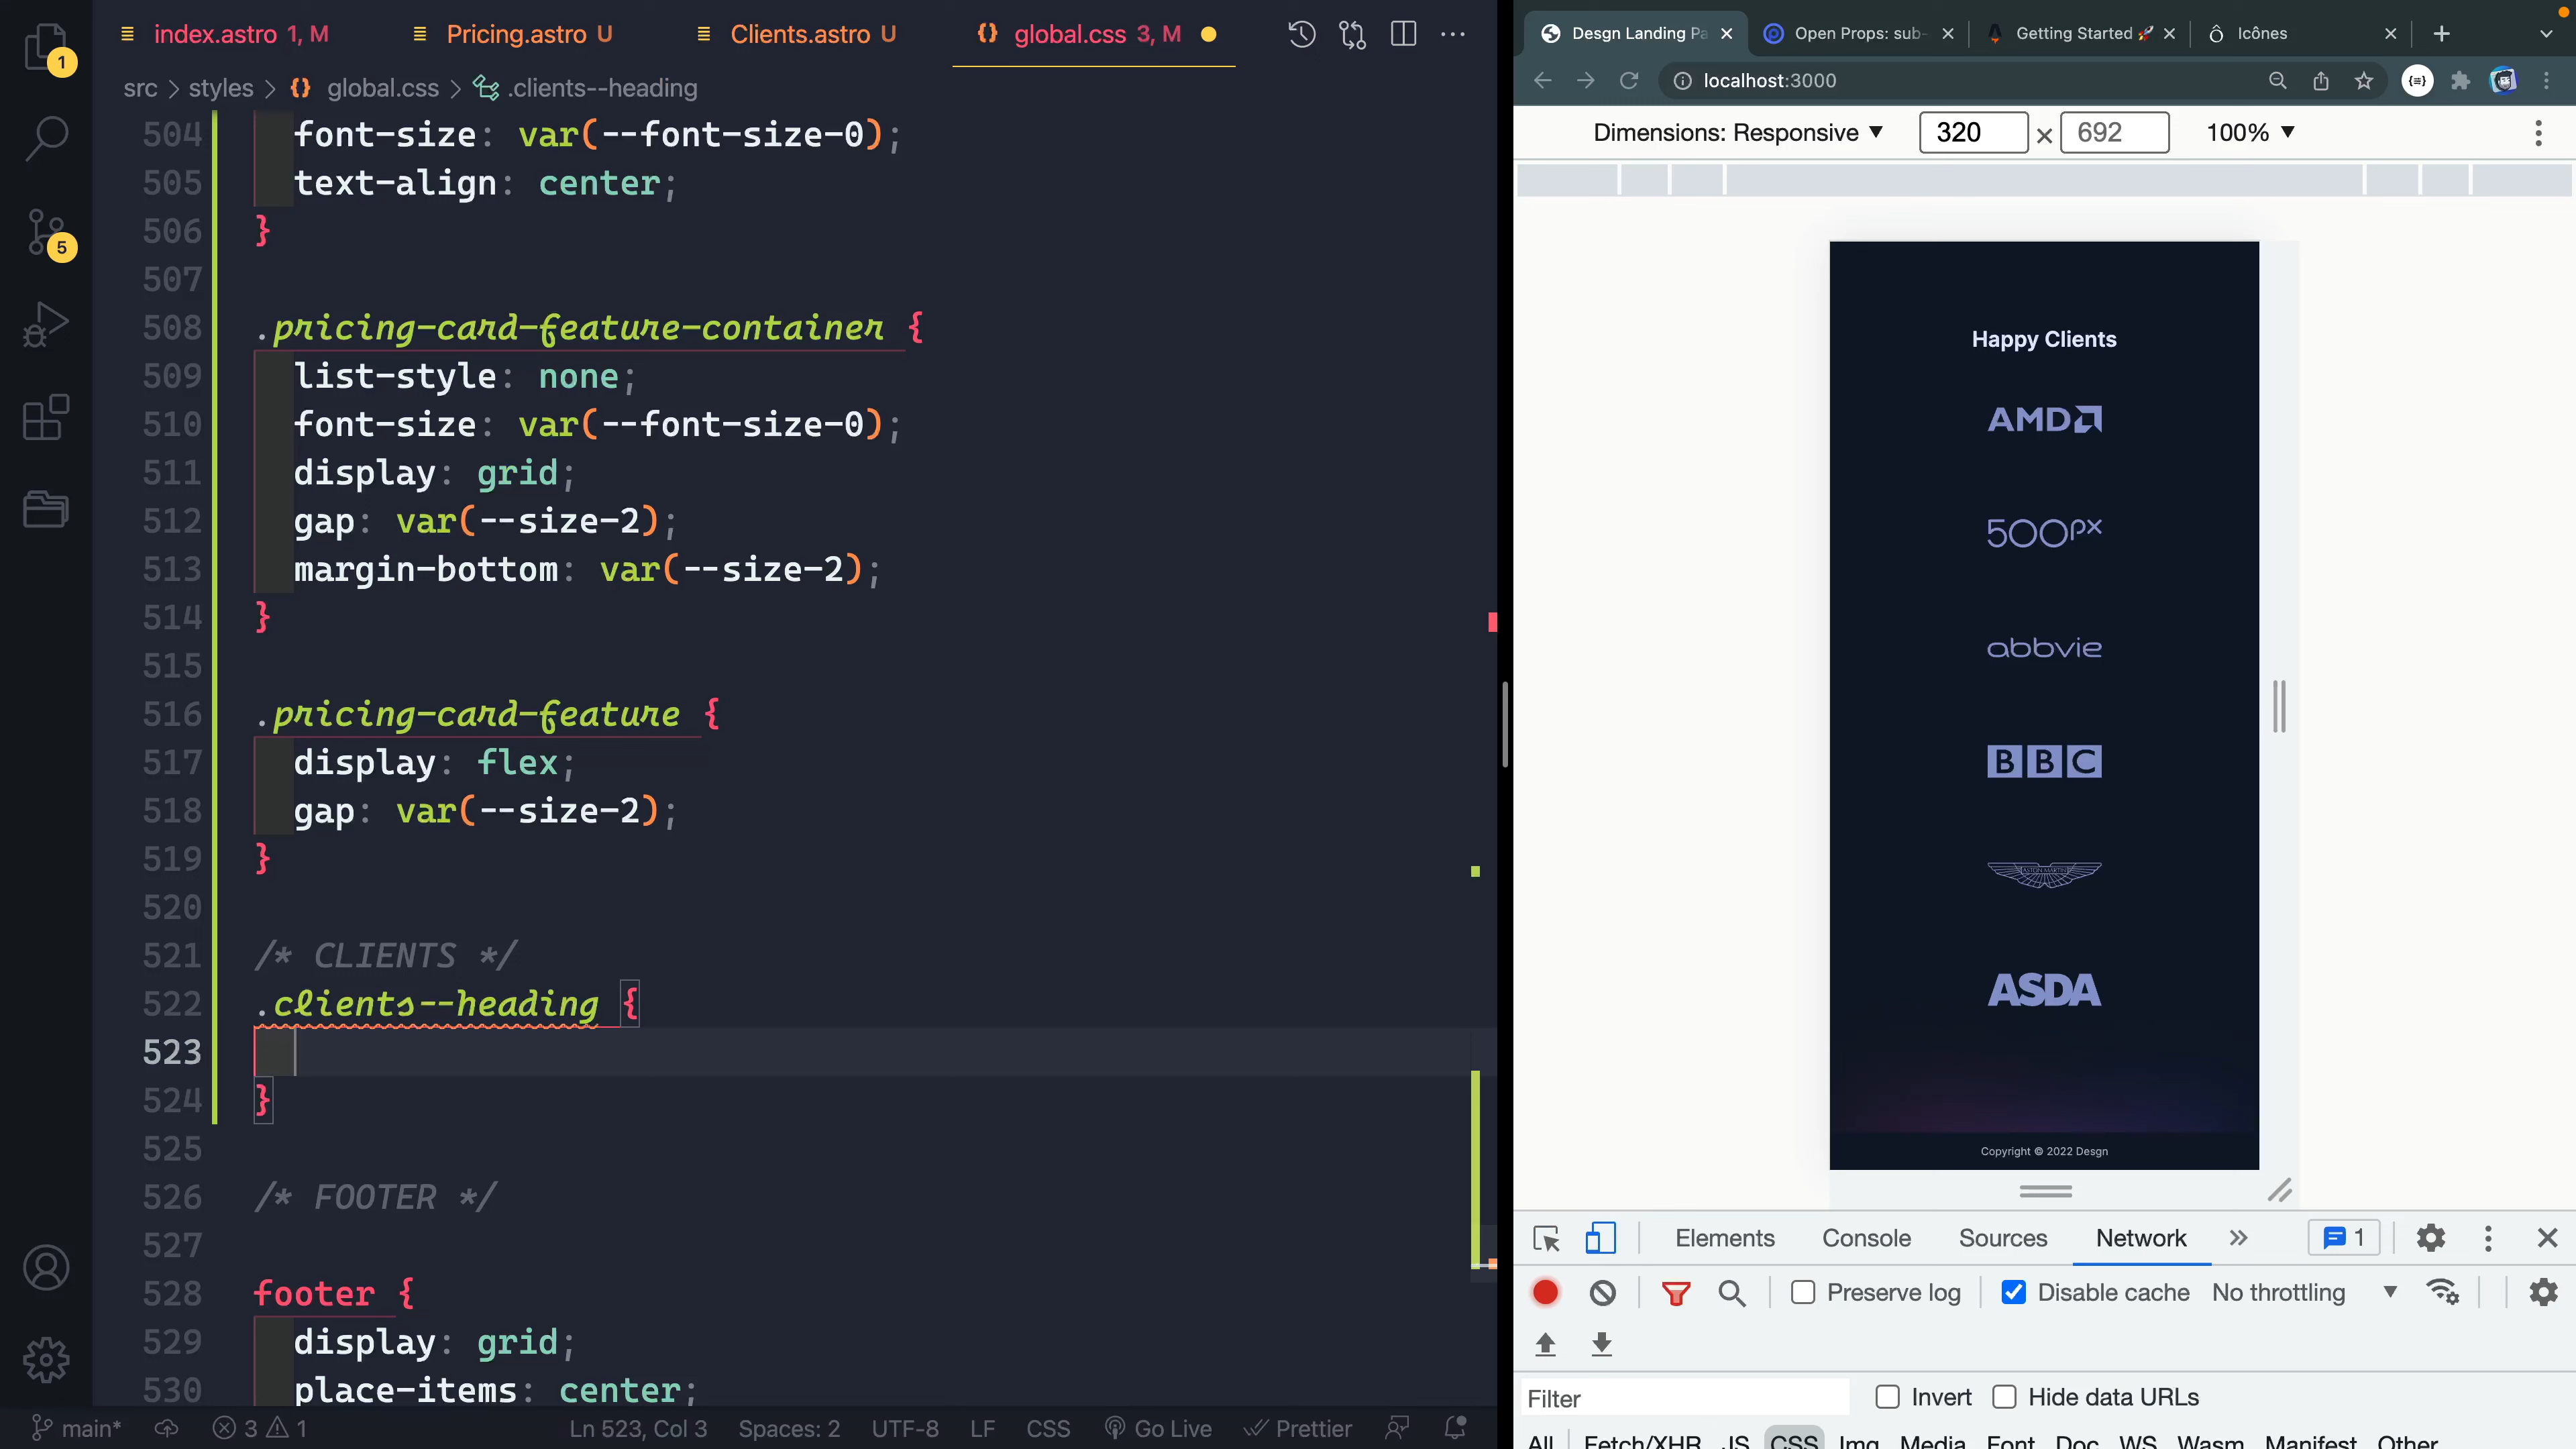 index.astro 1, M
Pricing.astro U
Clients.astro U
global.css 3, M
src > styles > global.css > .clients--heading
504 font-size: var(--font-size-0);
505 text-align: center;
506 }
507
508 .pricing-card-feature-container {
509 list-style: none;
510 font-size: var(--font-size-0);
511 display: grid;
512 gap: var(--size-2);
513 margin-bottom: var(--size-2);
514 }
515
516 .pricing-card-feature {
517 display: flex;
518 gap: var(--size-2);
519 }
520
521 /* CLIENTS */
522 .clients--heading {
523
524 }
525
526 /* FOOTER */
527
528 footer {
529 display: grid;
530 place-items: center;
1
5
main* 3 1 Ln 523, Col 3 Spaces: 2 UTF-8 LF CSS Go Live Prettier
Desgn Landing Pa
Open Props: sub-
Getting Started 🚀
Icônes
localhost:3000
Dimensions: Responsive 320 × 692 100%
Happy Clients
AMD
500px
abbvie
BBC
ASTON MARTIN
ASDA
Copyright © 2022 Desgn
Elements Console Sources Network » 1
Preserve log Disable cache No throttling
Filter Invert Hide data URLs
All Fetch/XHR JS CSS Img Media Font Doc WS Wasm Manifest Other